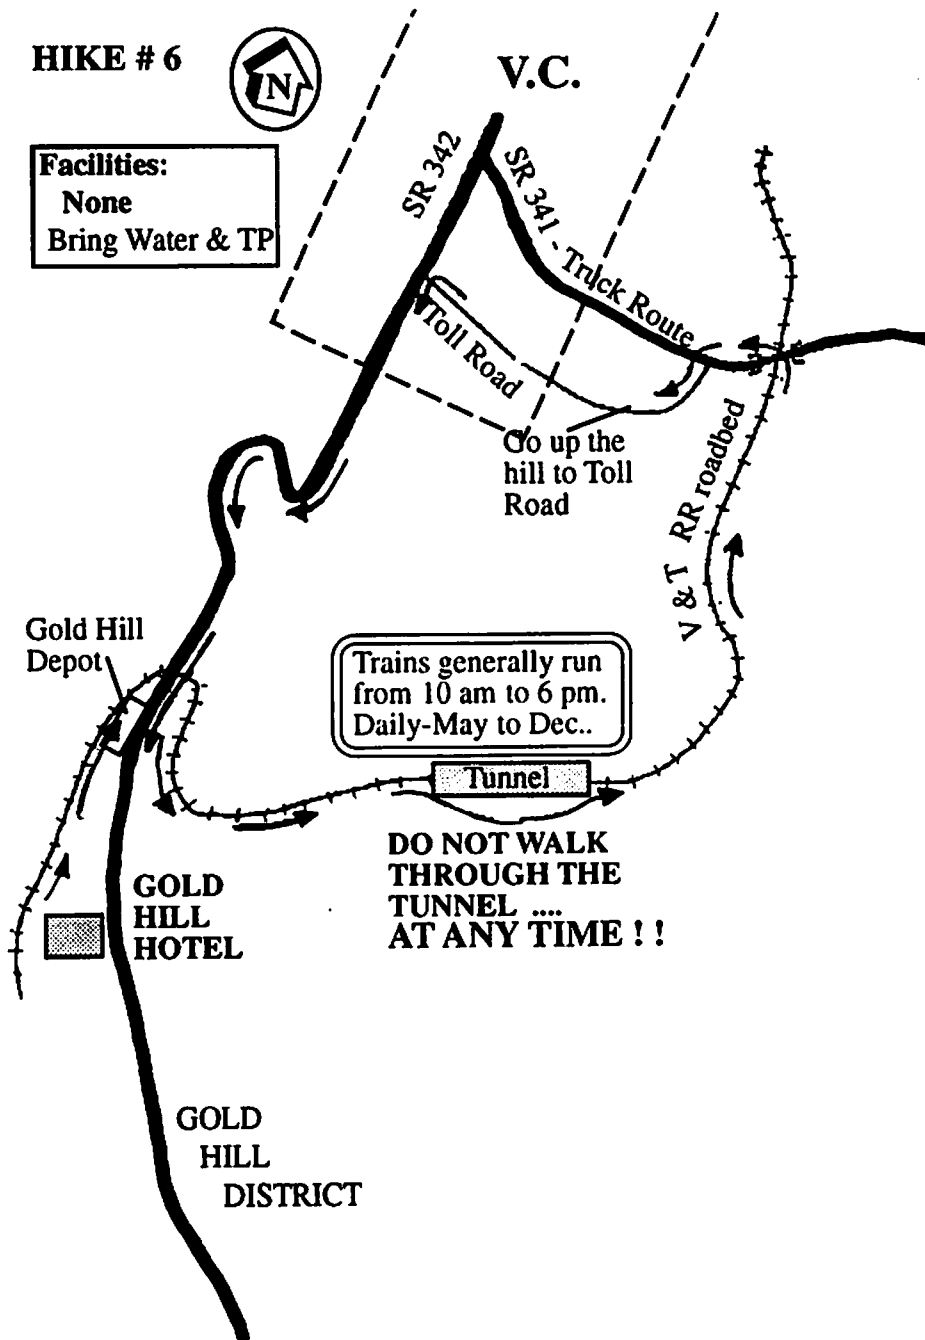 HIKE # 6
N
V.C.
Facilities:
None
Bring Water & TP
SR 342
SR 341 - Truck Route
Toll Road
Go up the
hill to Toll
Road
V & T RR roadbed
Gold Hill
Depot
Trains generally run
from 10 am to 6 pm.
Daily-May to Dec..
Tunnel
DO NOT WALK
THROUGH THE
TUNNEL ....
AT ANY TIME ! !
GOLD
HILL
HOTEL
GOLD
HILL
DISTRICT